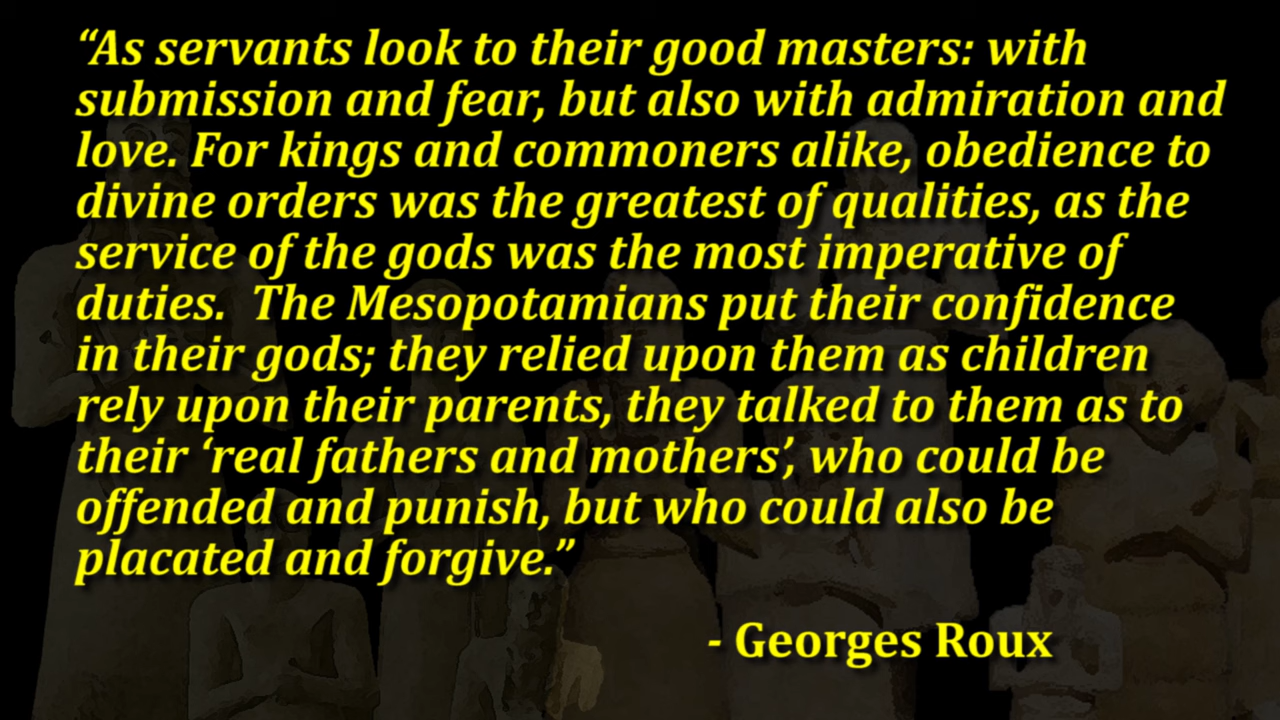 “As servants look to their good masters: with
submission and fear, but also with admiration and
love. For kings and commoners alike, obedience to
divine orders was the greatest of qualities, as the
service of the gods was the most imperative of
duties.  The Mesopotamians put their confidence
in their gods; they relied upon them as children
rely upon their parents, they talked to them as to
their ‘real fathers and mothers’, who could be
offended and punish, but who could also be
placated and forgive.”
- Georges Roux